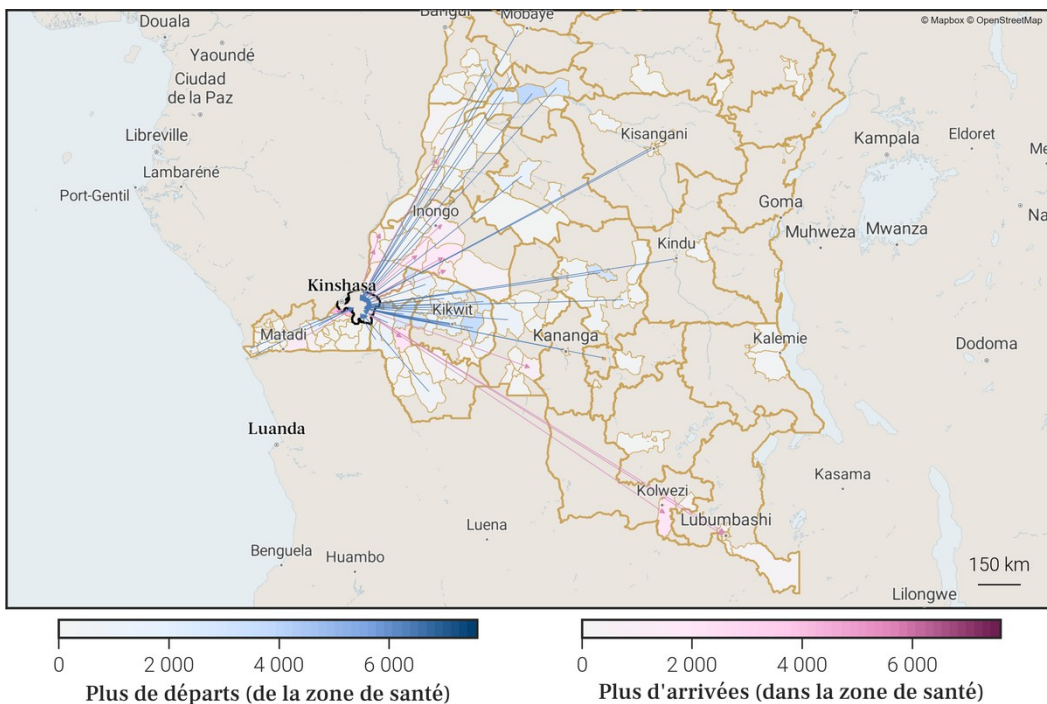 Douala
Bangui
Mobaye
© Mapbox © OpenStreetMap
Yaoundé
Ciudad
de la Paz
Libreville
Kisangani
Kampala
Eldoret
Lambaréné
Port-Gentil
Goma
Inongo
Muhweza
Mwanza
Kindu
Kinshasa
Kikwit
Matadi
Kananga
Kalemie
Dodoma
Luanda
Kasama
Kolwezi
Lubumbashi
Luena
Benguela
Huambo
150 km
Lilongwe
0 2 000 4 000 6 000
Plus de départs (de la zone de santé)
0 2 000 4 000 6 000
Plus d'arrivées (dans la zone de santé)